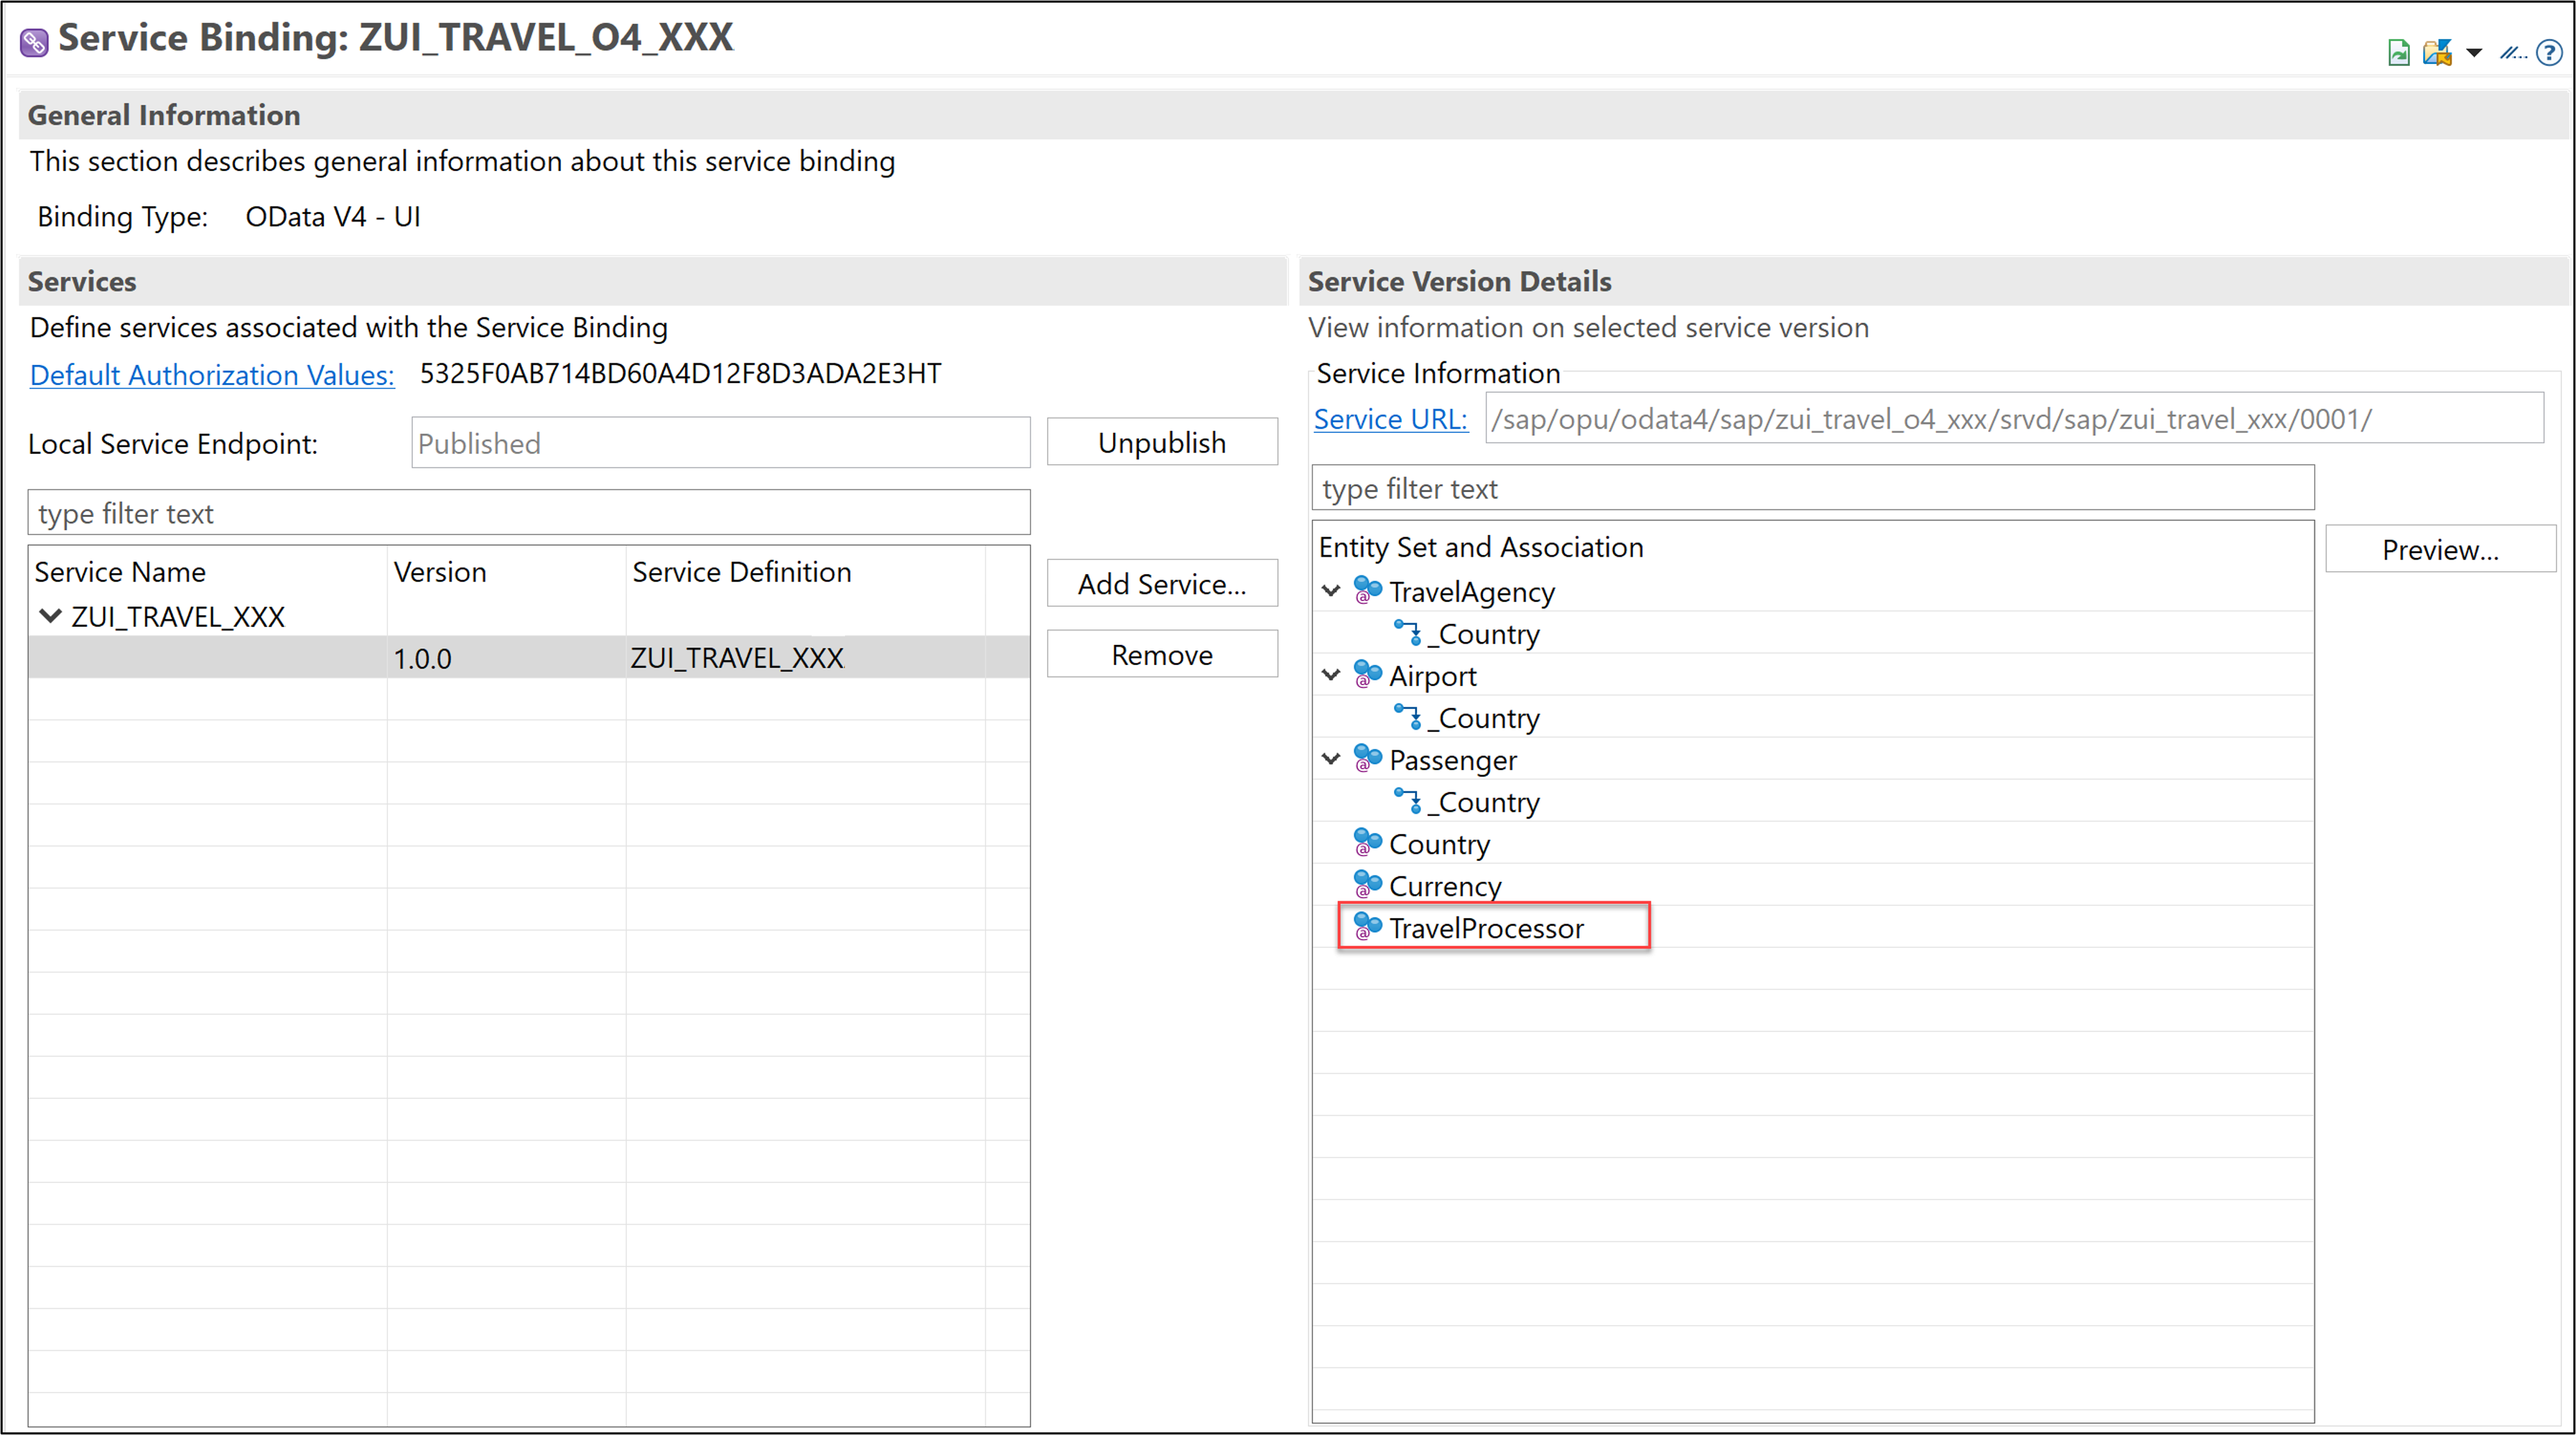 Service Binding: ZUI_TRAVEL_O4_XXX
General Information
This section describes general information about this service binding
Binding Type: OData V4 - UI
Services
Define services associated with the Service Binding
Default Authorization Values: 5325F0AB714BD60A4D12F8D3ADA2E3HT
Local Service Endpoint: Published Unpublish
type filter text
Service Name Version Service Definition
Add Service...
ZUI_TRAVEL_XXX
1.0.0 ZUI_TRAVEL_XXX
Remove
Service Version Details
View information on selected service version
Service Information
Service URL: /sap/opu/odata4/sap/zui_travel_o4_xxx/srvd/sap/zui_travel_xxx/0001/
type filter text
Entity Set and Association
Preview...
TravelAgency
_Country
Airport
_Country
Passenger
_Country
Country
Currency
TravelProcessor